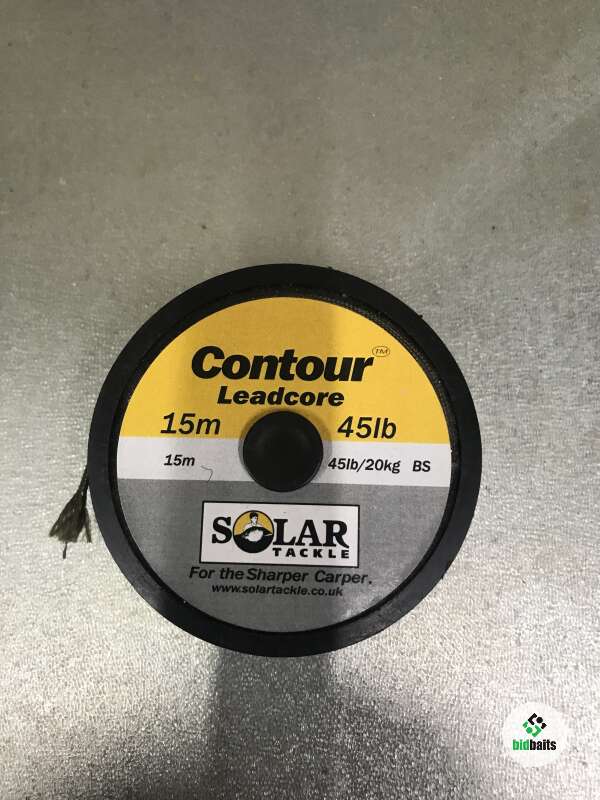 Contour™
Leadcore
15m 45lb
15m 45lb/20kg BS
SOLAR
TACKLE
For the Sharper Carper.
www.solartackle.co.uk
bidbaits